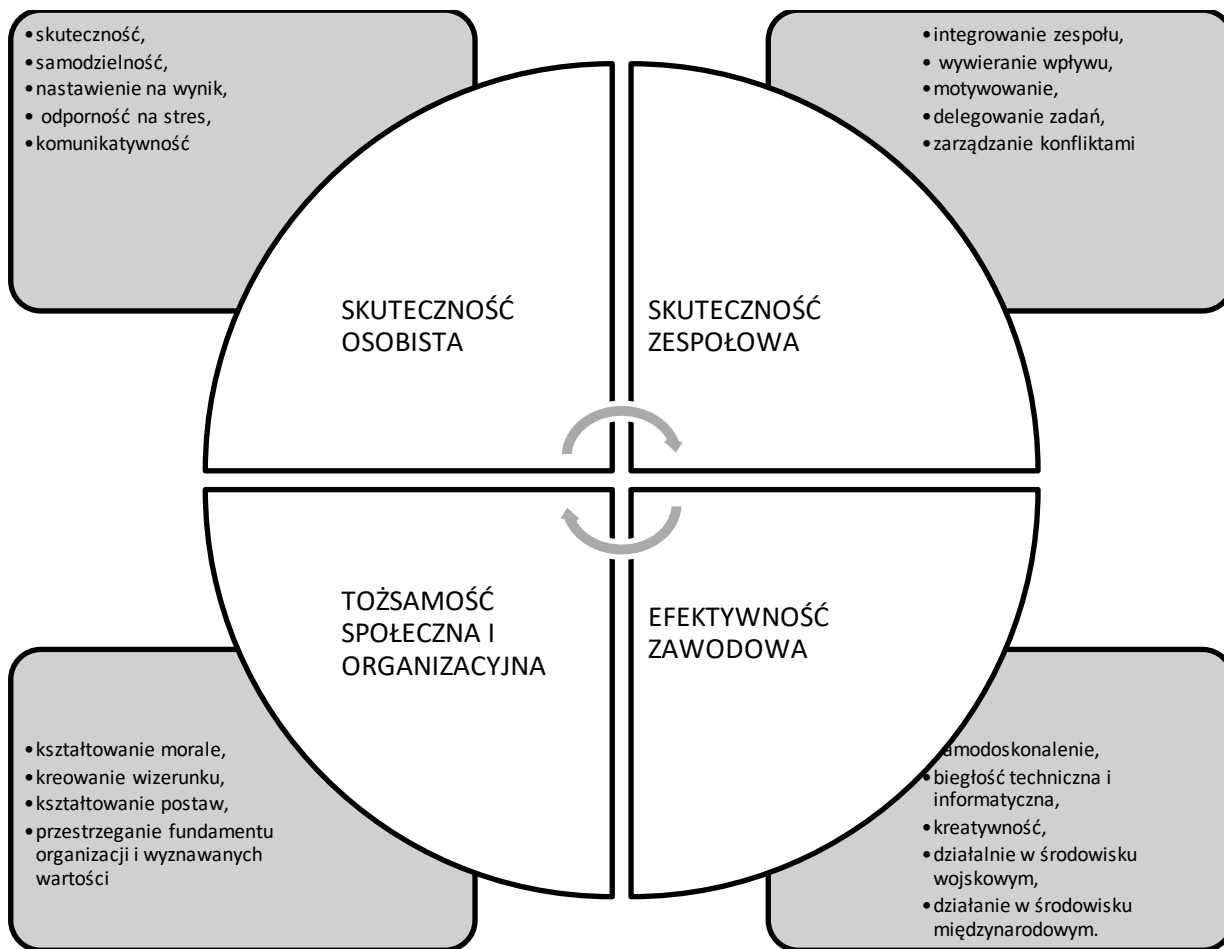 •skuteczność,
•samodzielność,
•nastawienie na wynik,
• odporność na stres,
•komunikatywność
•integrowanie zespołu,
• wywieranie wpływu,
•motywowanie,
•delegowanie zadań,
•zarządzanie konfliktami
SKUTECZNOŚĆ
OSOBISTA
SKUTECZNOŚĆ
ZESPOŁOWA
TOŻSAMOŚĆ
SPOŁECZNA I
ORGANIZACYJNA
EFEKTYWNOŚĆ
ZAWODOWA
•kształtowanie morale,
•kreowanie wizerunku,
•kształtowanie postaw,
•przestrzeganie fundamentu
organizacji i wyznawanych
wartości
amodoskonalenie,
•biegłość techniczna i
informatyczna,
•kreatywność,
•działalnie w środowisku
wojskowym,
•działanie w środowisku
międzynarodowym.